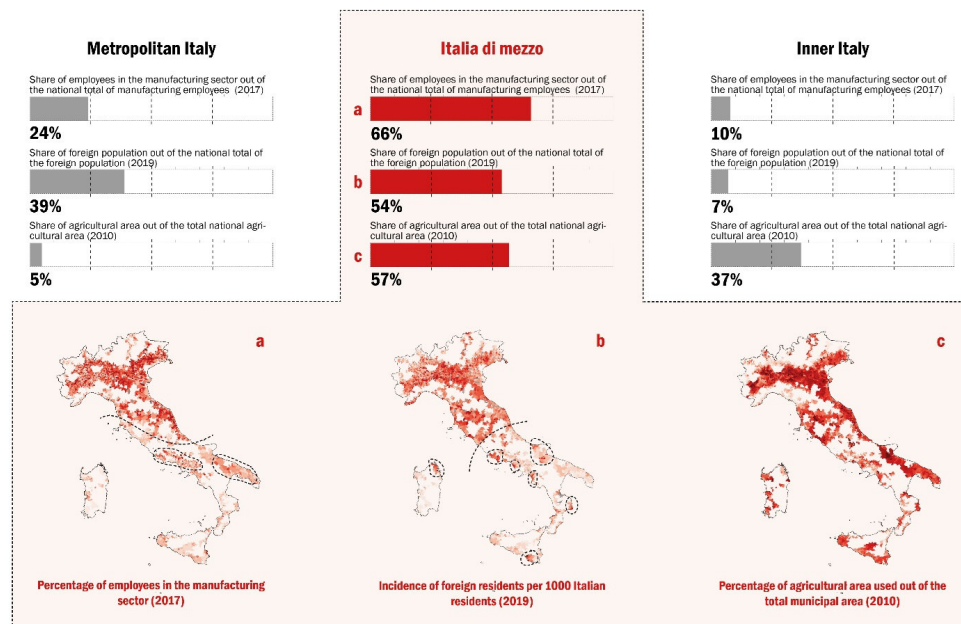 Metropolitan Italy
Share of employees in the manufacturing sector out of
the national total of manufacturing employees (2017)
24%
Share of foreign population out of the national total of
the foreign population (2019)
39%
Share of agricultural area out of the total national agri-
cultural area (2010)
5%
Italia di mezzo
Share of employees in the manufacturing sector out of
the national total of manufacturing employees (2017)
a
66%
Share of foreign population out of the national total of
the foreign population (2019)
b
54%
Share of agricultural area out of the total national agri-
cultural area (2010)
c
57%
Inner Italy
Share of employees in the manufacturing sector out of
the national total of manufacturing employees (2017)
10%
Share of foreign population out of the national total of
the foreign population (2019)
7%
Share of agricultural area out of the total national agri-
cultural area (2010)
37%
a
Percentage of employees in the manufacturing
sector (2017)
b
Incidence of foreign residents per 1000 Italian
residents (2019)
c
Percentage of agricultural area used out of the
total municipal area (2010)